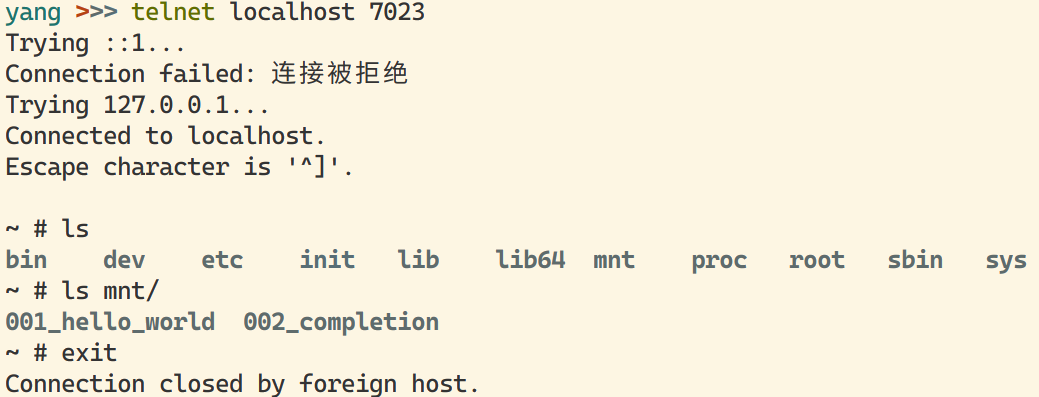 yang >>> telnet localhost 7023
Trying ::1...
Connection failed: 连接被拒绝
Trying 127.0.0.1...
Connected to localhost.
Escape character is '^]'.
~ # ls
bin    dev    etc    init   lib    lib64  mnt    proc   root   sbin   sys
~ # ls mnt/
001_hello_world  002_completion
~ # exit
Connection closed by foreign host.